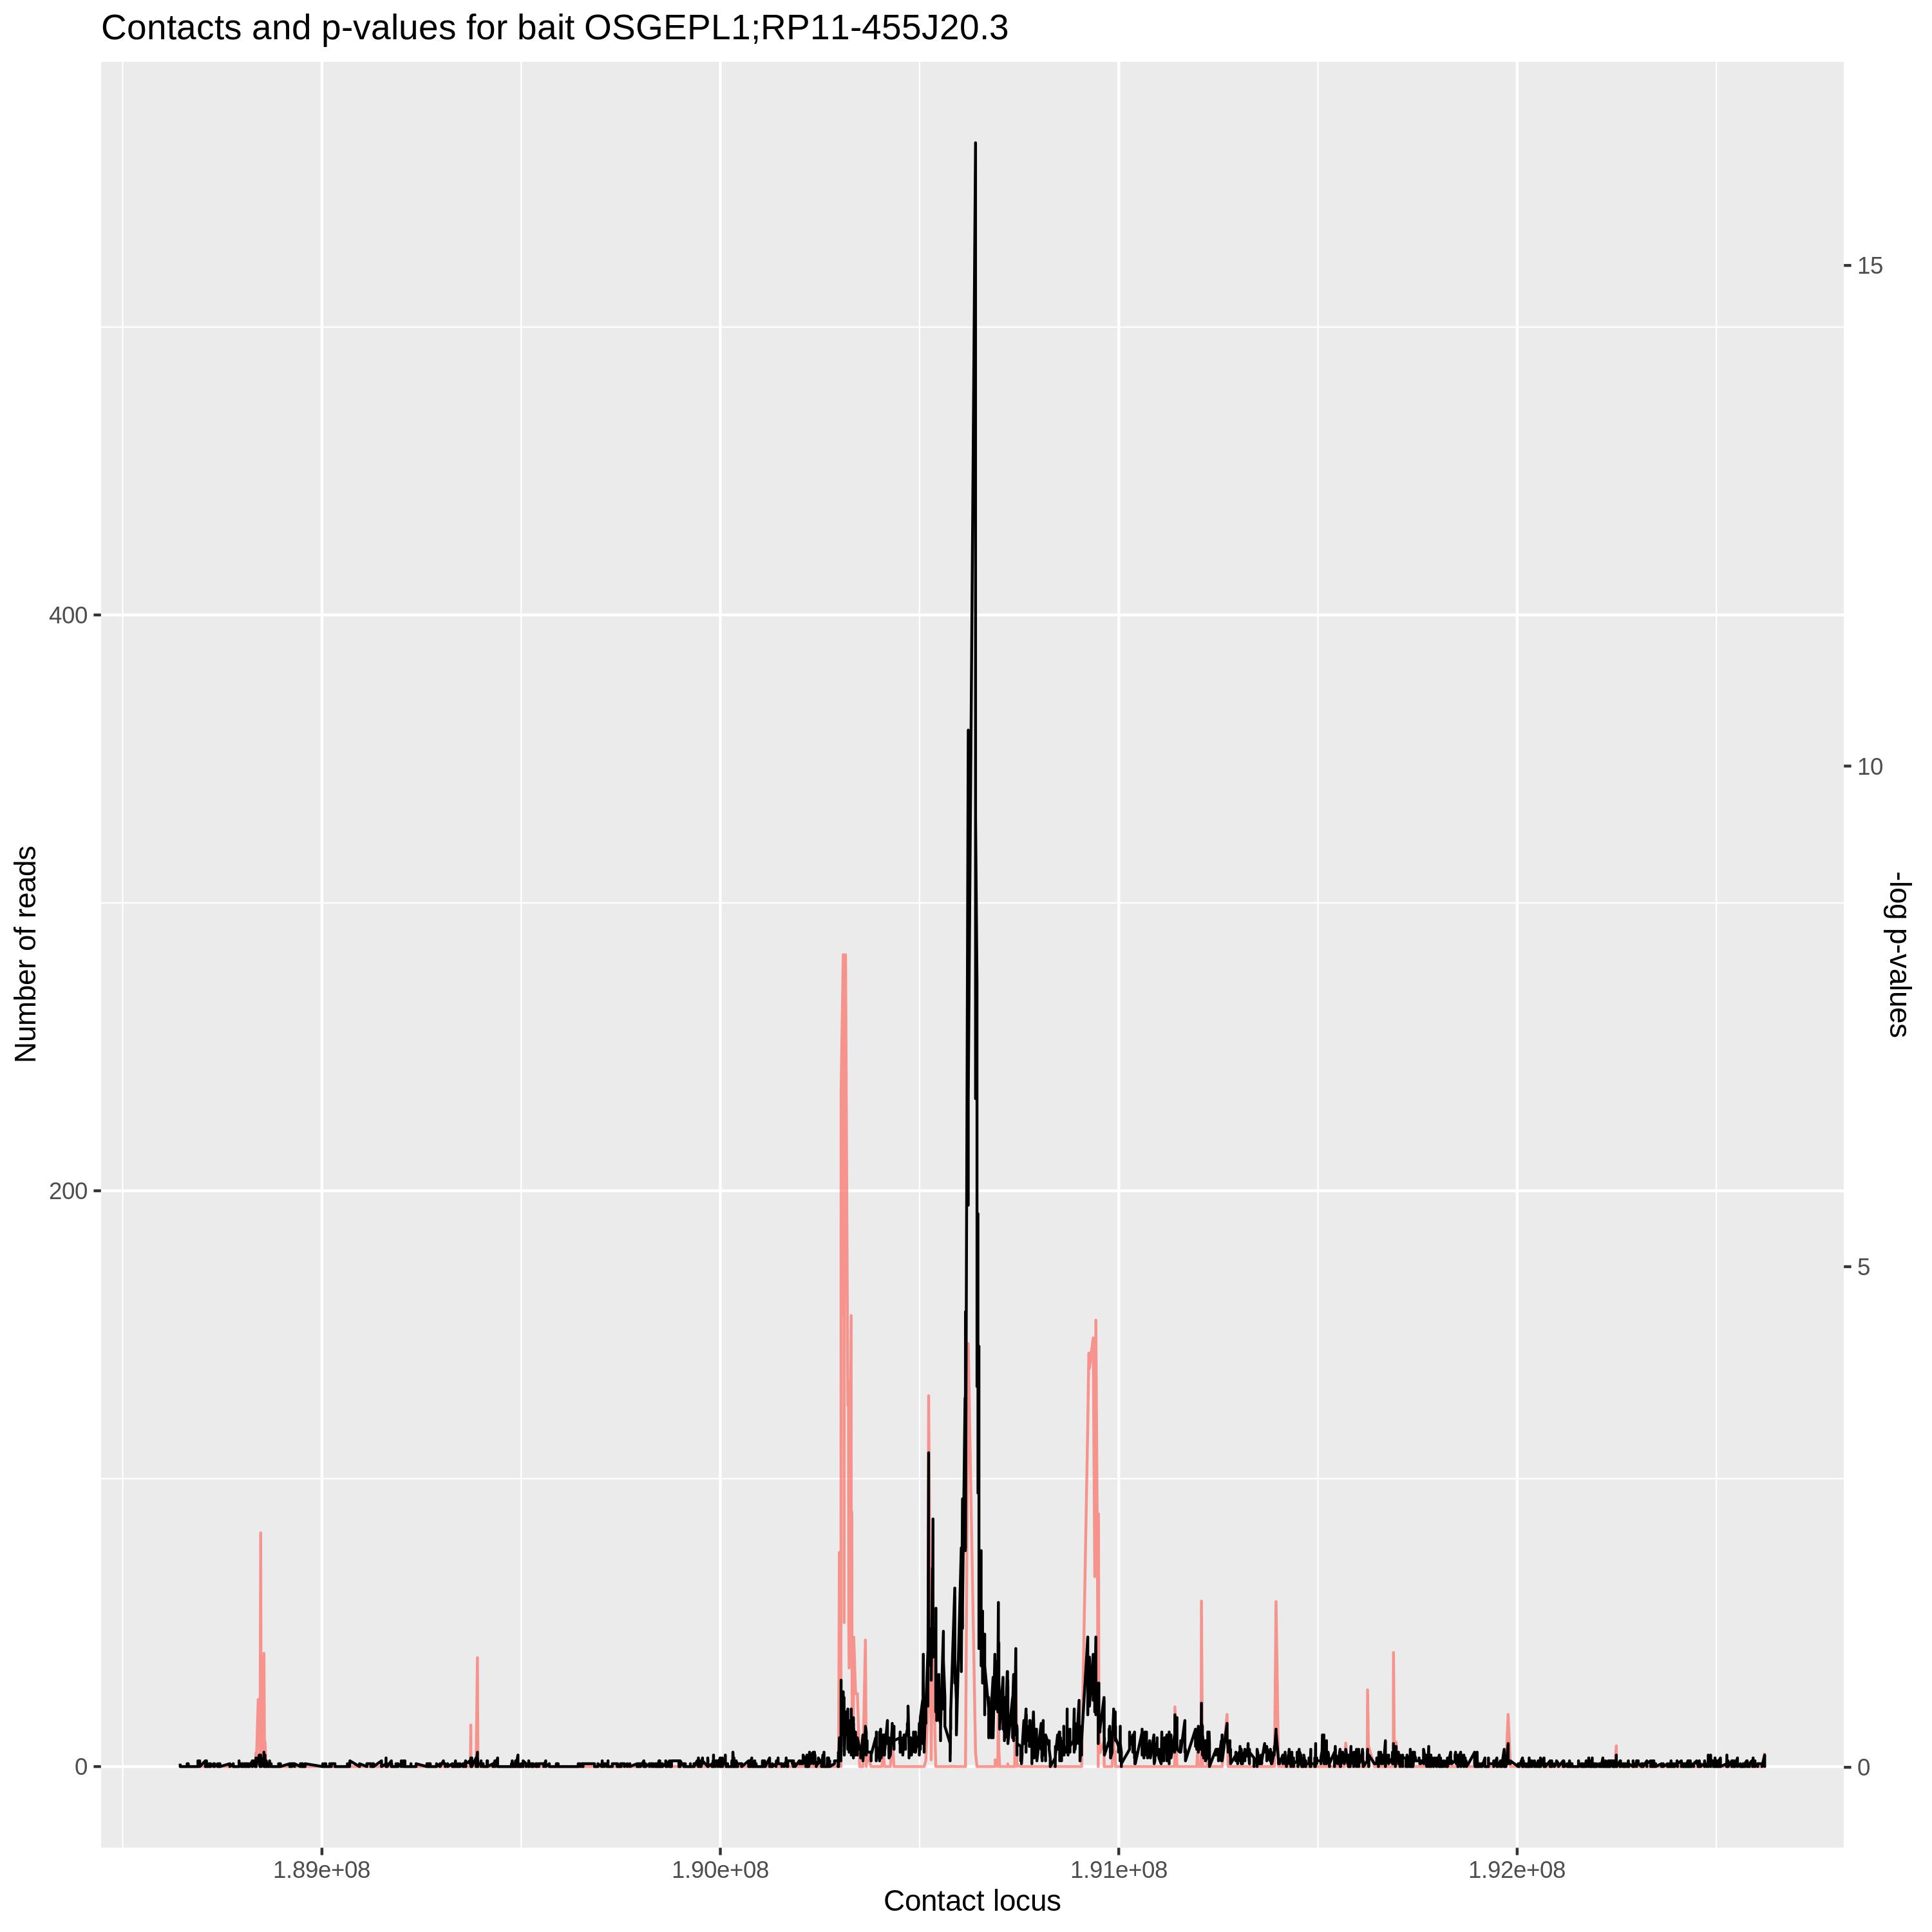 Contacts and p-values for bait OSGEPL1;RP11-455J20.3
Number of reads
400
200
0
15
10
5
0
-log p-values
1.89e+08 1.90e+08 1.91e+08 1.92e+08
Contact locus